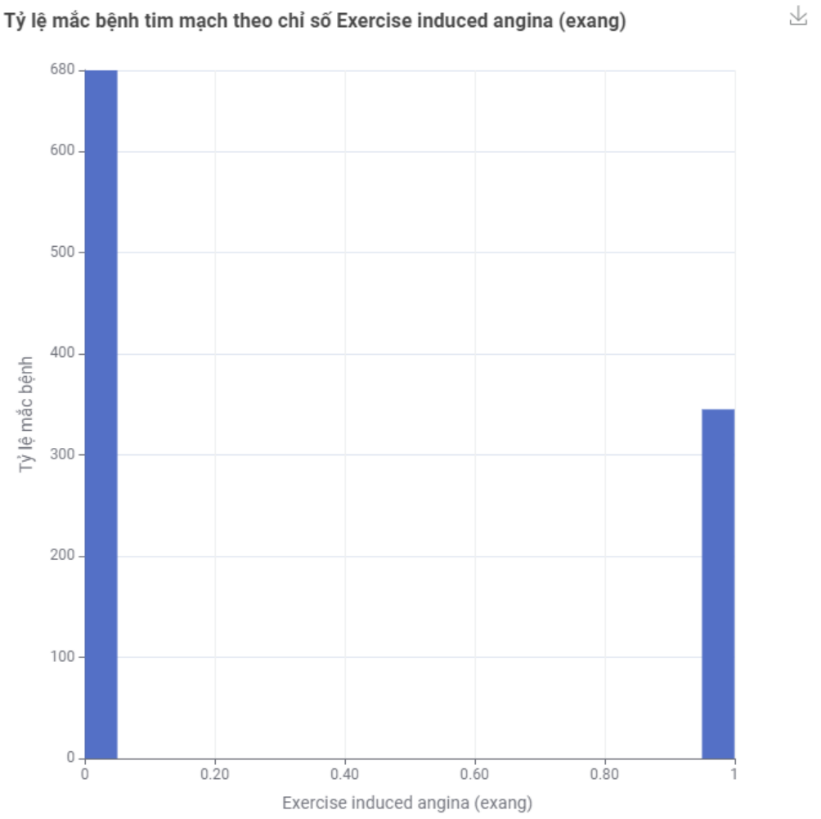 Tỷ lệ mắc bệnh tim mạch theo chỉ số Exercise induced angina (exang)
680
600
500
400
300
200
100
0
Tỷ lệ mắc bệnh
0 0.20 0.40 0.60 0.80 1
Exercise induced angina (exang)